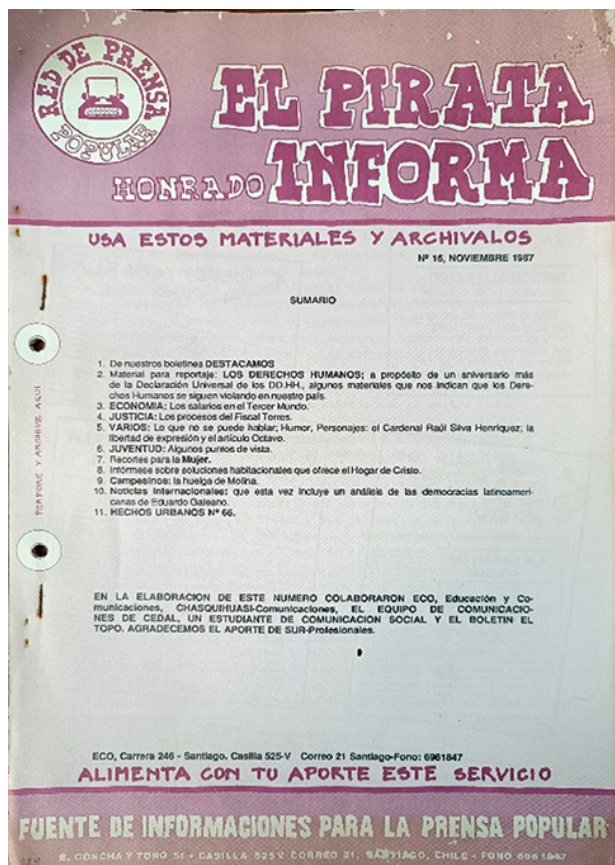 RED DE PRENSA
POPULAR
EL PIRATA
HONRADO INFORMA
USA ESTOS MATERIALES Y ARCHIVALOS
Nº 16, NOVIEMBRE 1987
SUMARIO
1. De nuestros boletines DESTACAMOS
2. Material para reportaje: LOS DERECHOS HUMANOS; a propósito de un aniversario más
de la Declaración Universal de los DD.HH., algunos materiales que nos indican que los Dere-
chos Humanos se siguen violando en nuestro país.
3. ECONOMIA: Los salarios en el Tercer Mundo.
4. JUSTICIA: Los procesos del Fiscal Torres.
5. VARIOS: Lo que no se puede hablar; Humor, Personajes: el Cardenal Raúl Silva Henríquez; la
libertad de expresión y el artículo Octavo.
6. JUVENTUD: Algunos puntos de vista.
7. Recortes para la Mujer.
8. Infórmese sobre soluciones habitacionales que ofrece el Hogar de Cristo.
9. Campesinos: la huelga de Molina.
10. Noticias Internacionales: que esta vez incluye un análisis de las democracias latinoameri-
canas de Eduardo Galeano.
11. HECHOS URBANOS Nº 66.
PERFORE Y ARCHIVE AQUI
EN LA ELABORACION DE ESTE NUMERO COLABORARON ECO, Educación y Co-
municaciones, CHASQUIHUASI-Comunicaciones, EL EQUIPO DE COMUNICACIO-
NES DE CEDAL, UN ESTUDIANTE DE COMUNICACION SOCIAL Y EL BOLETIN EL
TOPO. AGRADECEMOS EL APORTE DE SUR-Profesionales.
ECO, Carrera 246 - Santiago. Casilla 525-V Correo 21 Santiago-Fono: 6961847
ALIMENTA CON TU APORTE ESTE SERVICIO
FUENTE DE INFORMACIONES PARA LA PRENSA POPULAR
E. CONCHA Y TORO 51 - CASILLA 525V CORREO 21, SANTIAGO, CHILE - FONO 6961847